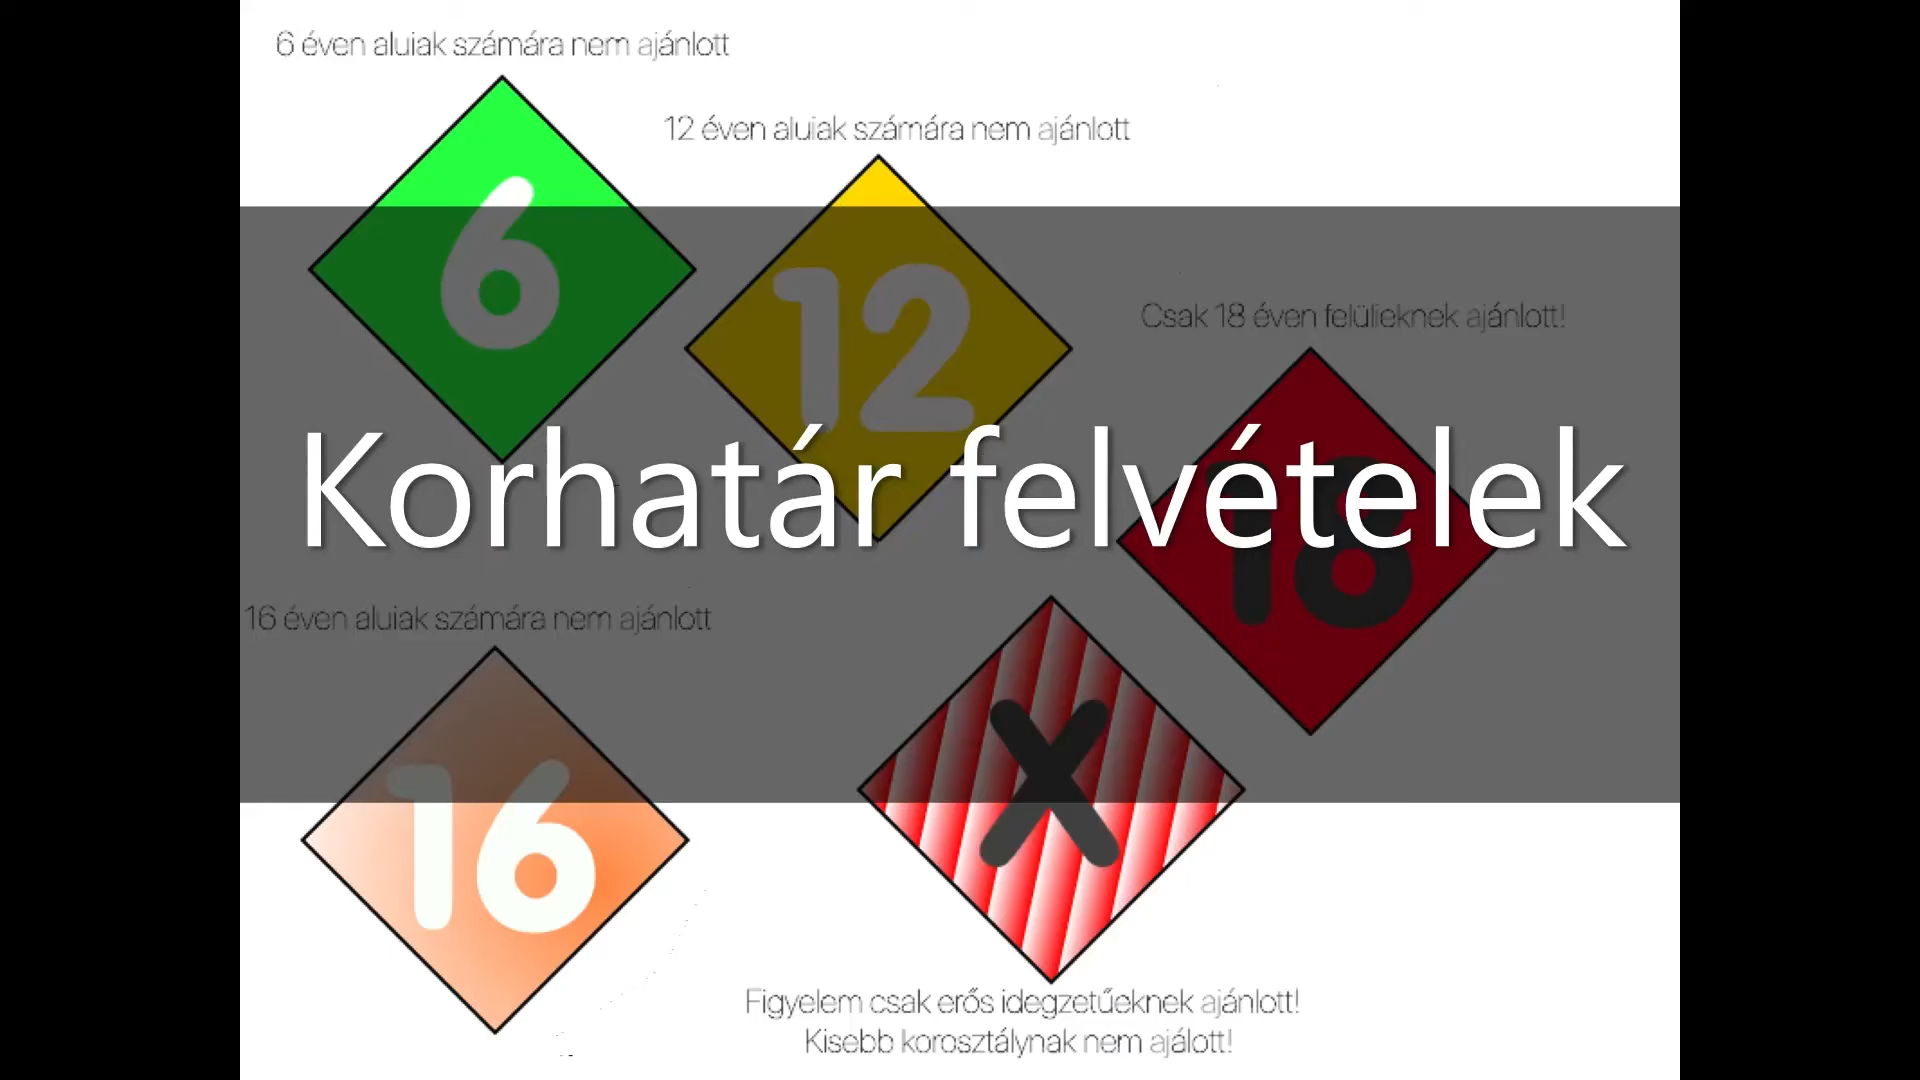 6 éven aluiak számára nem ajánlott
12 éven aluiak számára nem ajánlott
6
12
Csak 18 éven felülieknek ajánlott!
18
Korhatár felvételek
16 éven aluiak számára nem ajánlott
16
X
Figyelem csak erős idegzetűeknek ajánlott!
Kisebb korosztálynak nem ajálott!